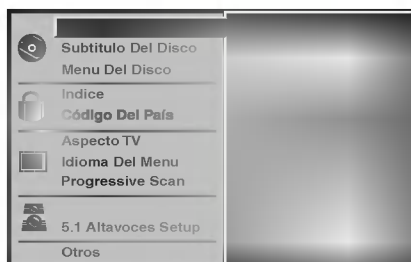 Subtitulo Del Disco
Menu Del Disco
Indice
Código Del País
Aspecto TV
Idioma Del Menu
Progressive Scan
5.1 Altavoces Setup
Otros